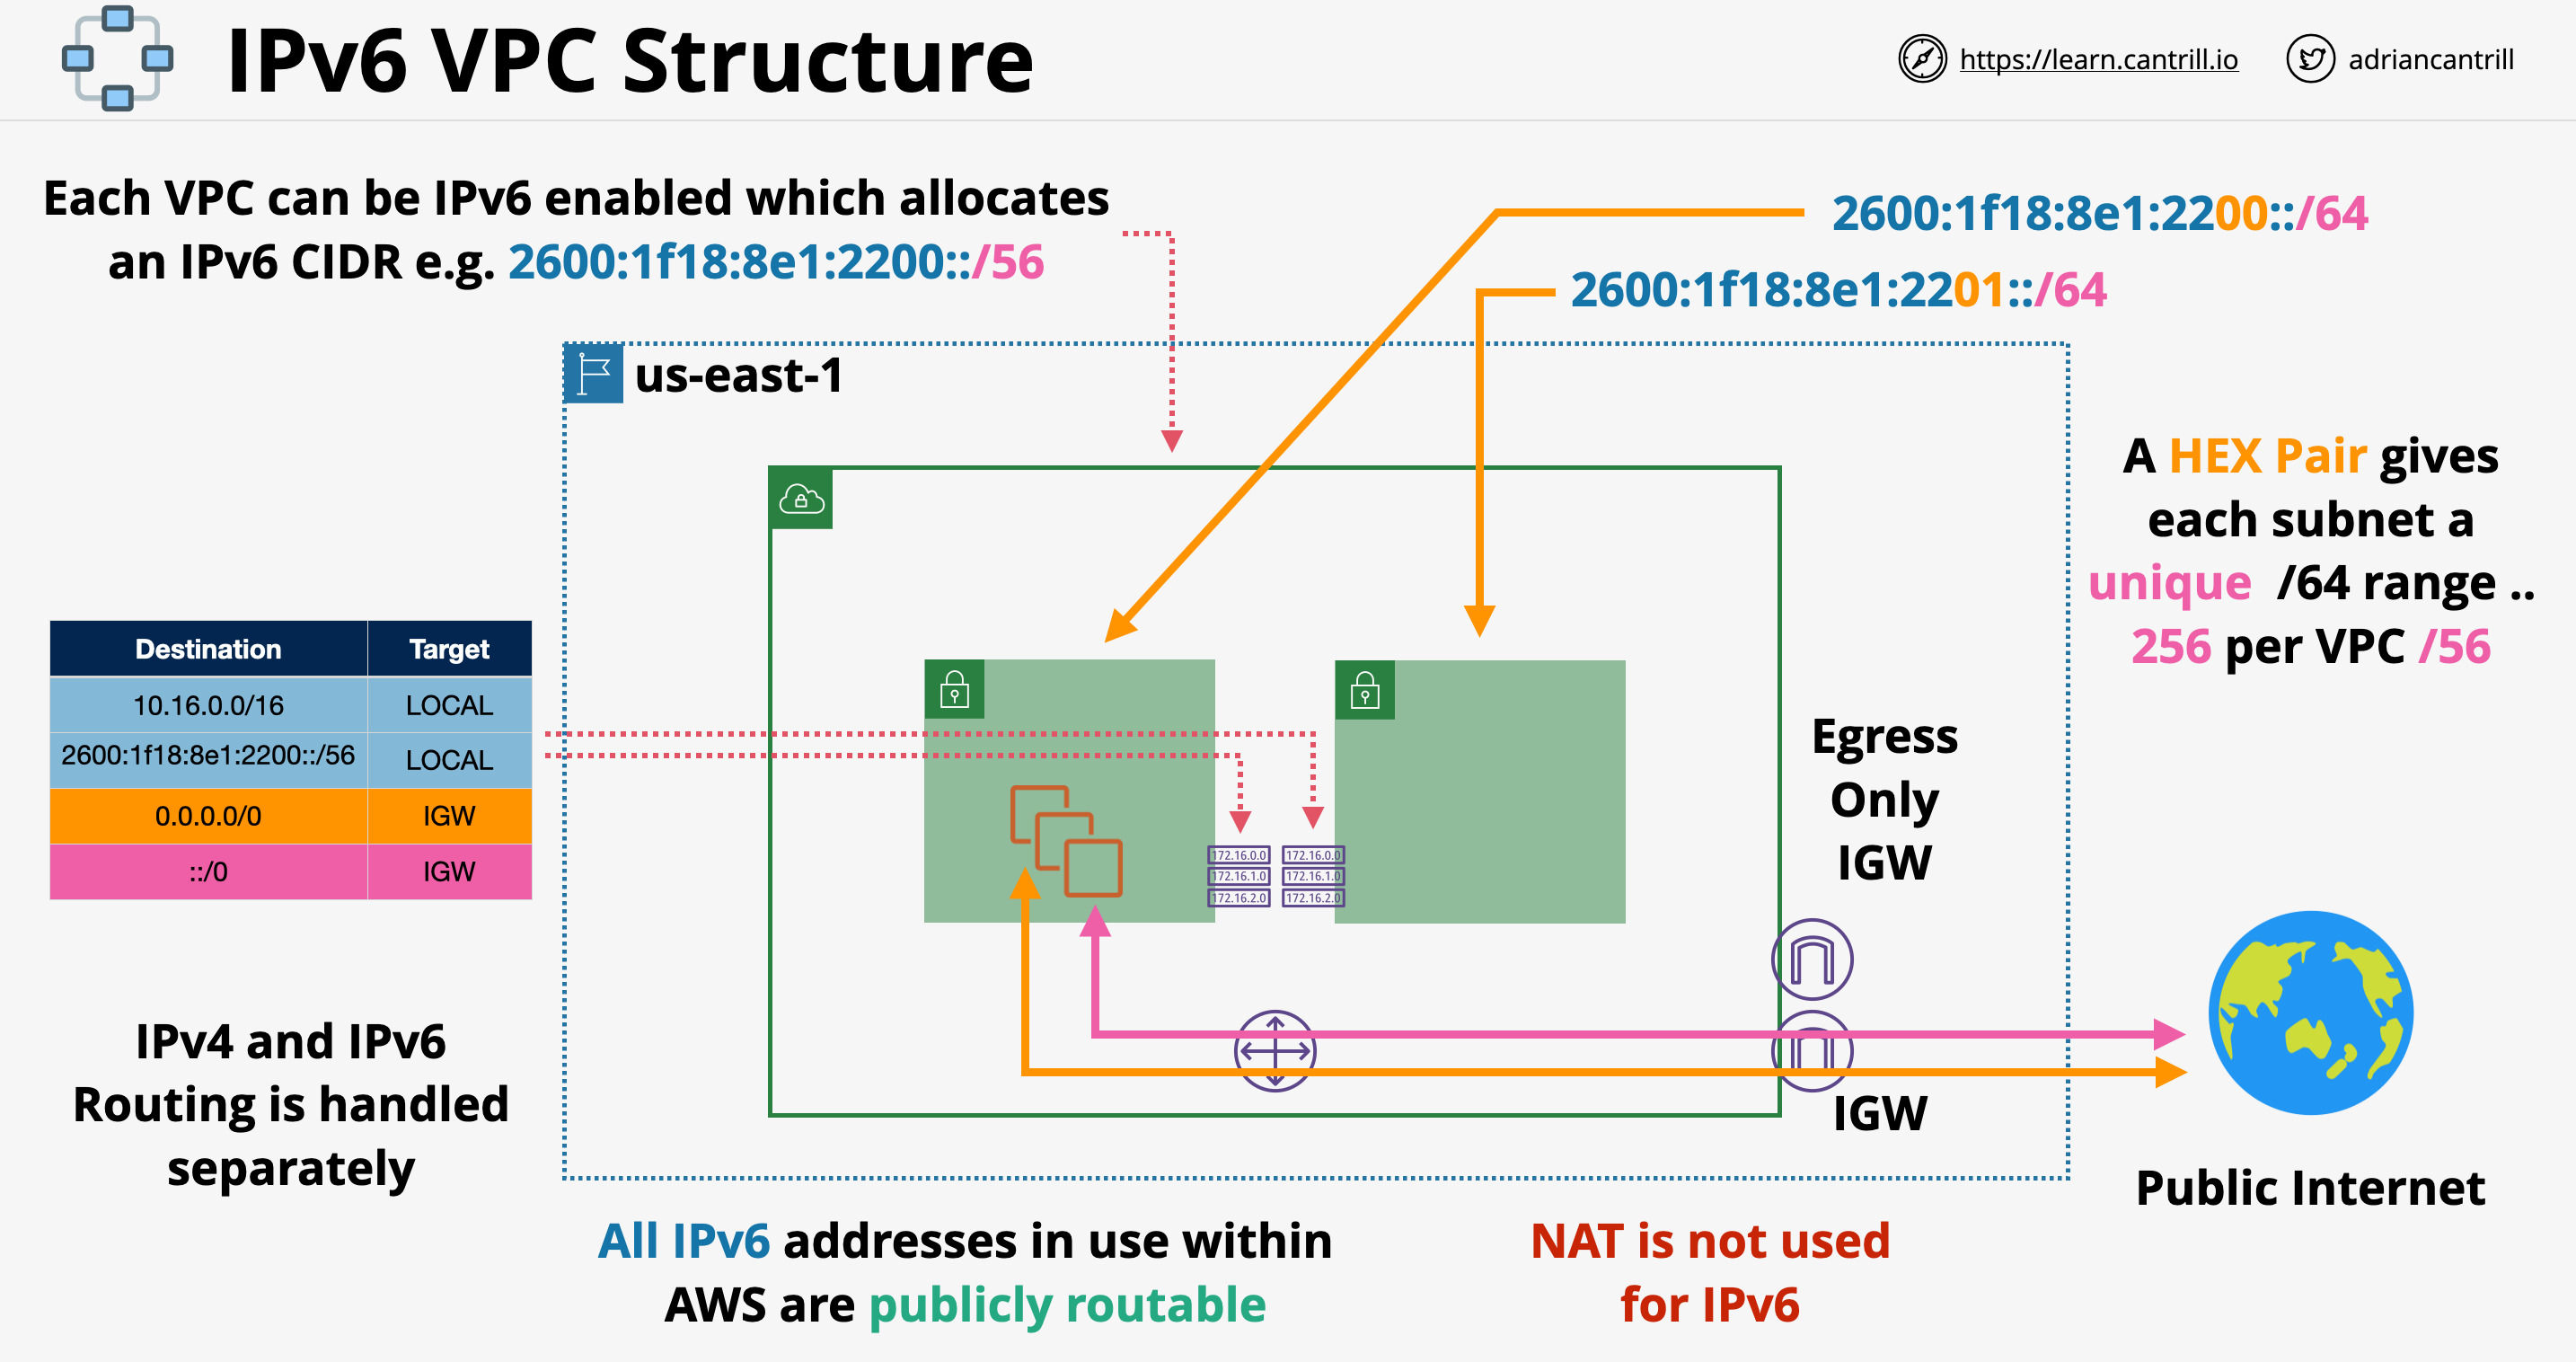 IPv6 VPC Structure
https://learn.cantrill.io
adriancantrill
Each VPC can be IPv6 enabled which allocates
an IPv6 CIDR e.g. 2600:1f18:8e1:2200::/56
2600:1f18:8e1:2200::/64
2600:1f18:8e1:2201::/64
us-east-1
A HEX Pair gives
each subnet a
unique /64 range ..
256 per VPC /56
Destination Target
10.16.0.0/16 LOCAL
2600:1f18:8e1:2200::/56 LOCAL
0.0.0.0/0 IGW
::/0 IGW
172.16.0.0 172.16.0.0
172.16.1.0 172.16.1.0
172.16.2.0 172.16.2.0
Egress
Only
IGW
IGW
IPv4 and IPv6
Routing is handled
separately
Public Internet
All IPv6 addresses in use within
AWS are publicly routable
NAT is not used
for IPv6